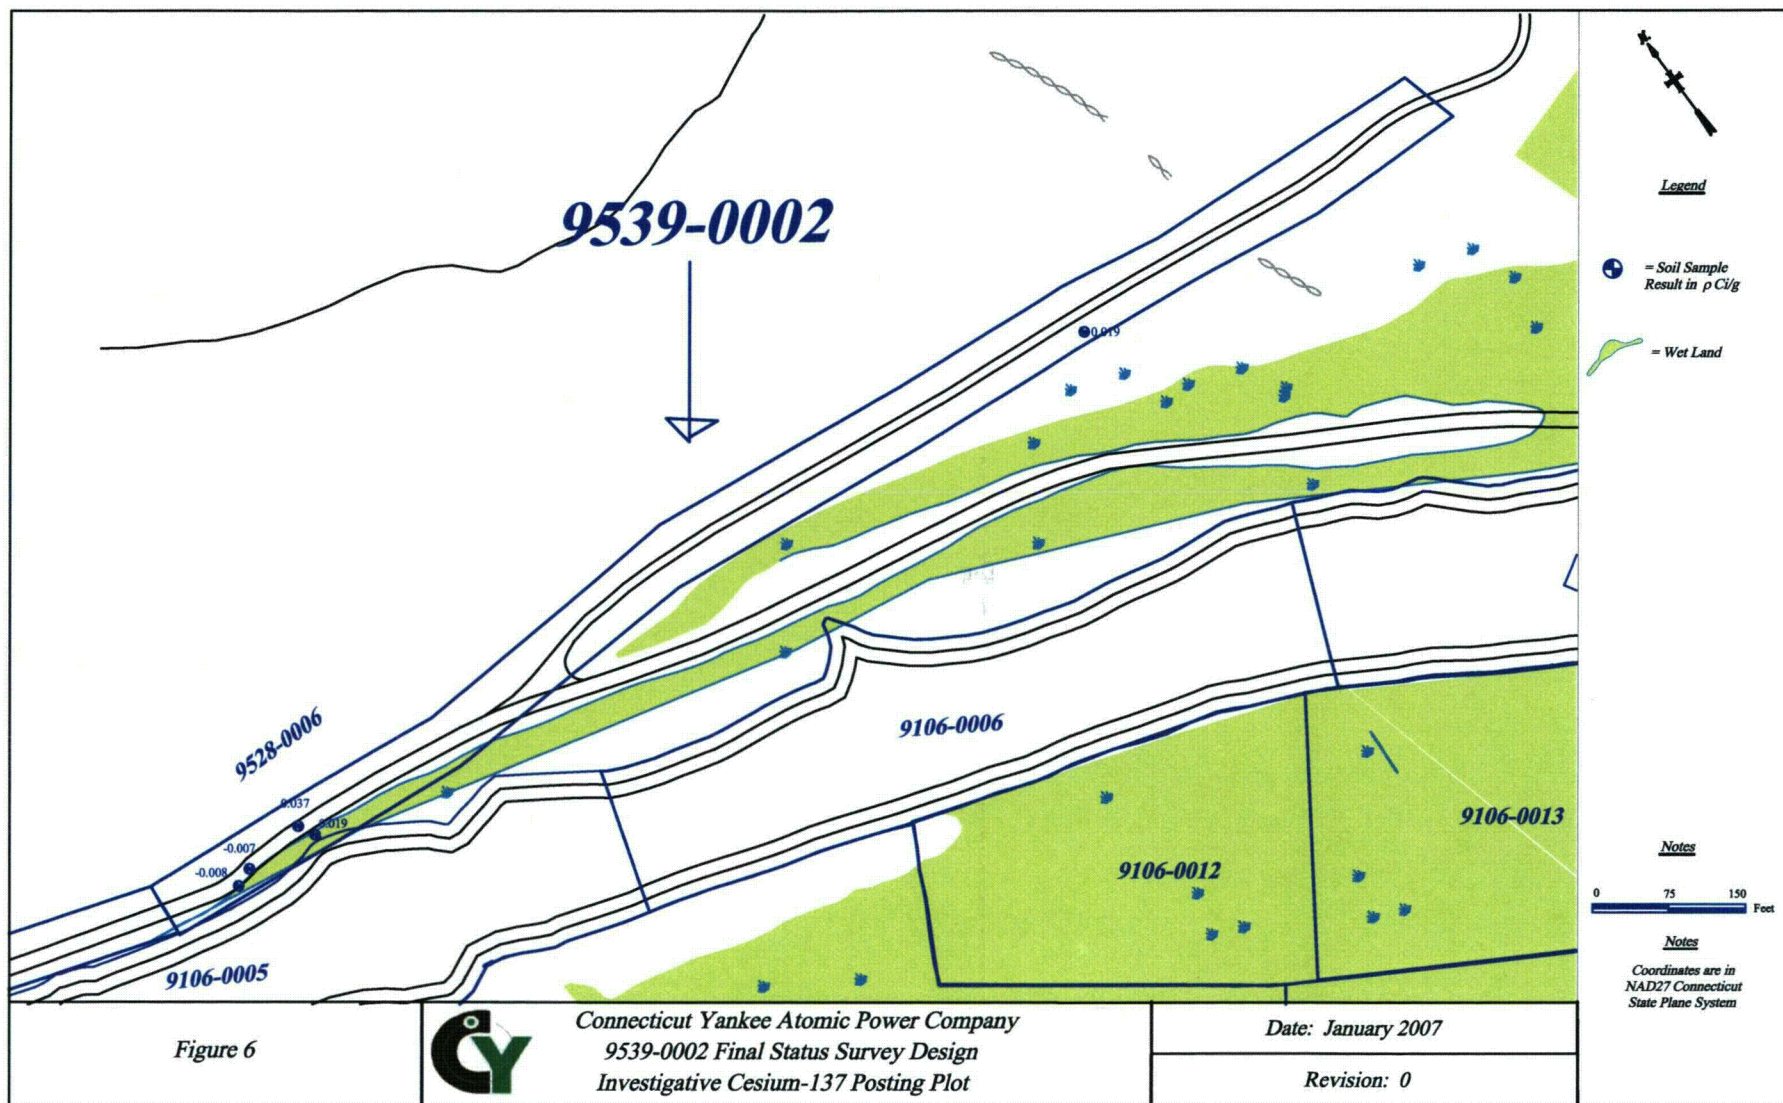 9539-0002
0.019
9528-0006
0.037
0.019
-0.007
-0.008
9106-0005
9106-0006
9106-0012
9106-0013
N
Legend
= Soil Sample
Result in ρ Ci/g
= Wet Land
Notes
0 75 150
Feet
Notes
Coordinates are in
NAD27 Connecticut
State Plane System
Figure 6
CY
Connecticut Yankee Atomic Power Company
9539-0002 Final Status Survey Design
Investigative Cesium-137 Posting Plot
Date: January 2007
Revision: 0